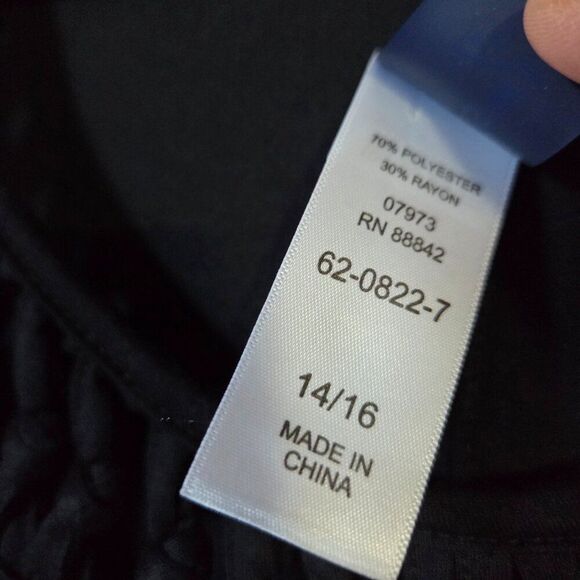 70% POLYESTER
30% RAYON
07973
RN 88842
62-0822-7
14/16
MADE IN
CHINA